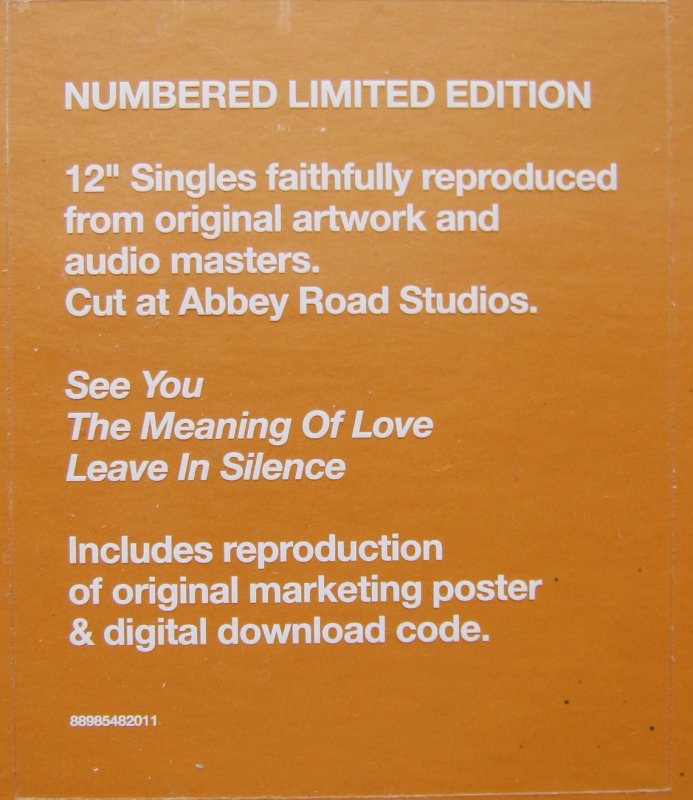 NUMBERED LIMITED EDITION
12" Singles faithfully reproduced
from original artwork and
audio masters.
Cut at Abbey Road Studios.
See You
The Meaning Of Love
Leave In Silence
Includes reproduction
of original marketing poster
& digital download code.
88985482011